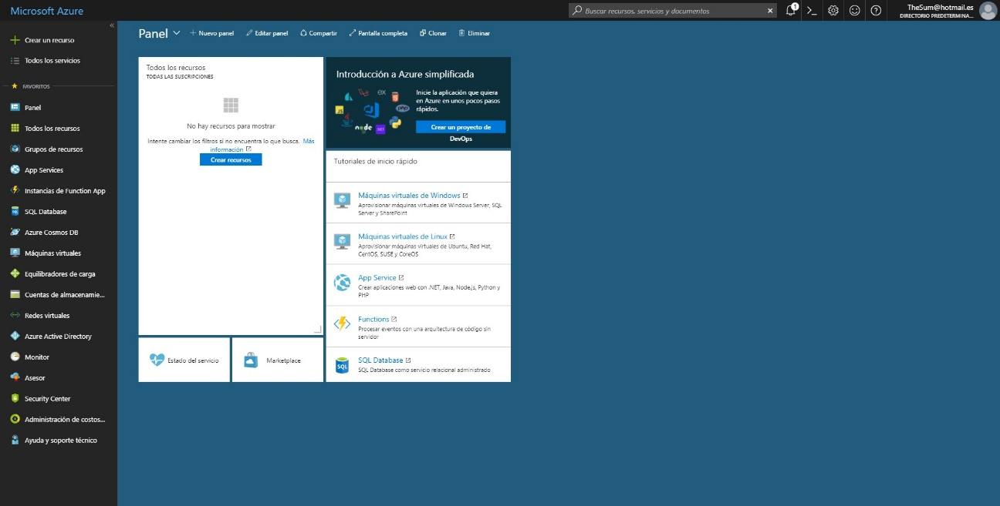 Microsoft Azure
Buscar recursos, servicios y documentos
1
TheSum@hotmail.es
DIRECTORIO PREDETERMINA...
Crear un recurso
Todos los servicios
FAVORITOS
Panel
Todos los recursos
Grupos de recursos
App Services
Instancias de Function App
SQL Database
Azure Cosmos DB
Máquinas virtuales
Equilibradores de carga
Cuentas de almacenamie...
Redes virtuales
Azure Active Directory
Monitor
Asesor
Security Center
Administración de costos...
Ayuda y soporte técnico
Panel
Nuevo panel
Editar panel
Compartir
Pantalla completa
Clonar
Eliminar
Todos los recursos
TODAS LAS SUSCRIPCIONES
No hay recursos para mostrar
Intente cambiar los filtros si no encuentra lo que busca. Más
información
Crear recursos
Estado del servicio
Marketplace
Introducción a Azure simplificada
Inicie la aplicación que quiera
en Azure en unos pocos pasos
rápidos.
Crear un proyecto de
DevOps
ex
JS
php
node
Tutoriales de inicio rápido
Máquinas virtuales de Windows
Aprovisionar máquinas virtuales de Windows Server, SQL
Server y SharePoint
Máquinas virtuales de Linux
Aprovisionar máquinas virtuales de Ubuntu, Red Hat,
CentOS, SUSE y CoreOS
App Service
Crear aplicaciones web con .NET, Java, Node.js, Python y
PHP
Functions
Procesar eventos con una arquitectura de código sin
servidor
SQL
SQL Database
SQL Database como servicio relacional administrado